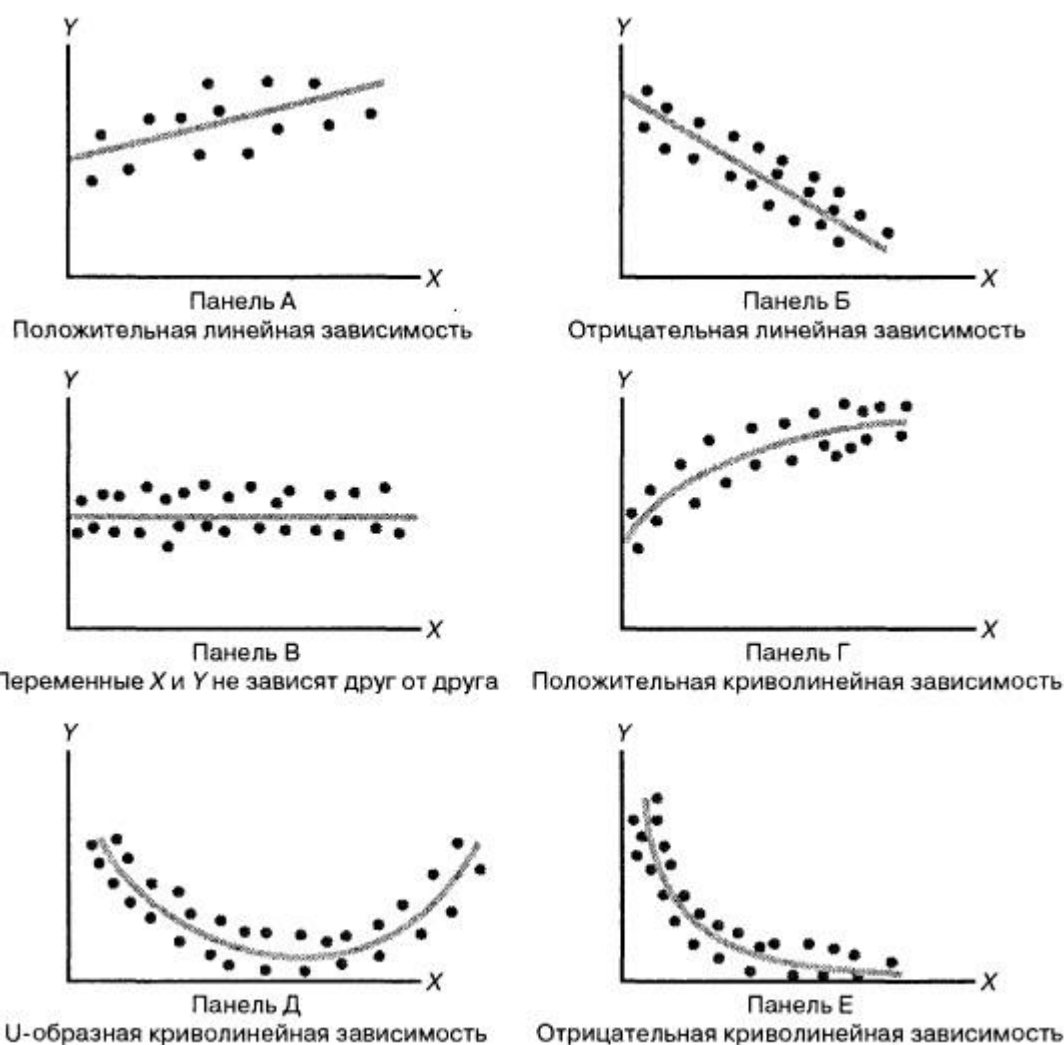 Y
Y
X
X
Панель А
Панель Б
Положительная линейная зависимость
Отрицательная линейная зависимость
Y
Y
X
X
Панель В
Панель Г
Переменные X и Y не зависят друг от друга
Положительная криволинейная зависимость
Y
Y
X
X
Панель Д
Панель Е
U-образная криволинейная зависимость
Отрицательная криволинейная зависимость